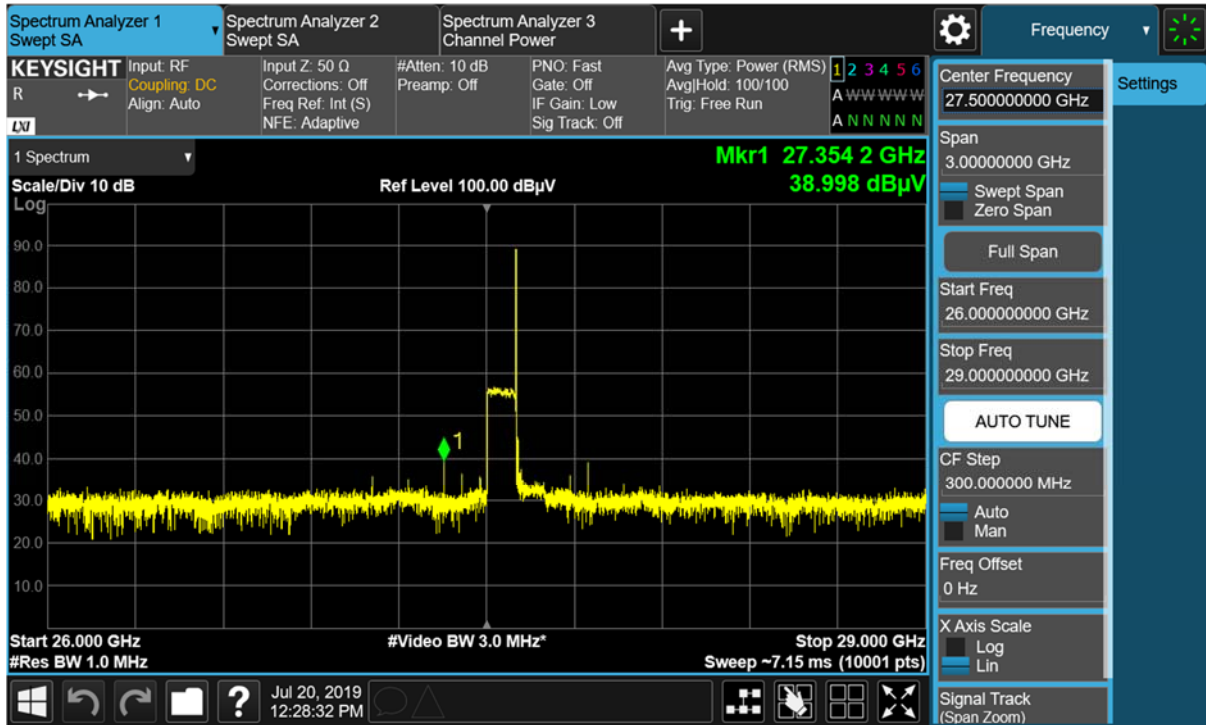 Spectrum Analyzer 1
Swept SA
Spectrum Analyzer 2
Swept SA
Spectrum Analyzer 3
Channel Power
Frequency
KEYSIGHT
R
LXI
Input: RF
Coupling: DC
Align: Auto
Input Z: 50 Ω
Corrections: Off
Freq Ref: Int (S)
NFE: Adaptive
#Atten: 10 dB
Preamp: Off
PNO: Fast
Gate: Off
IF Gain: Low
Sig Track: Off
Avg Type: Power (RMS)
Avg|Hold: 100/100
Trig: Free Run
1 2 3 4 5 6
A W W W W W
A N N N N N
1 Spectrum
Scale/Div 10 dB
Ref Level 100.00 dBµV
Mkr1 27.354 2 GHz
38.998 dBµV
Log
90.0
80.0
70.0
60.0
50.0
40.0
30.0
20.0
10.0
1
Start 26.000 GHz
#Res BW 1.0 MHz
#Video BW 3.0 MHz*
Stop 29.000 GHz
Sweep ~7.15 ms (10001 pts)
Jul 20, 2019
12:28:32 PM
?
Center Frequency
27.500000000 GHz
Span
3.00000000 GHz
Swept Span
Zero Span
Full Span
Start Freq
26.000000000 GHz
Stop Freq
29.000000000 GHz
AUTO TUNE
CF Step
300.000000 MHz
Auto
Man
Freq Offset
0 Hz
X Axis Scale
Log
Lin
Signal Track
(Span Zoom)
Settings